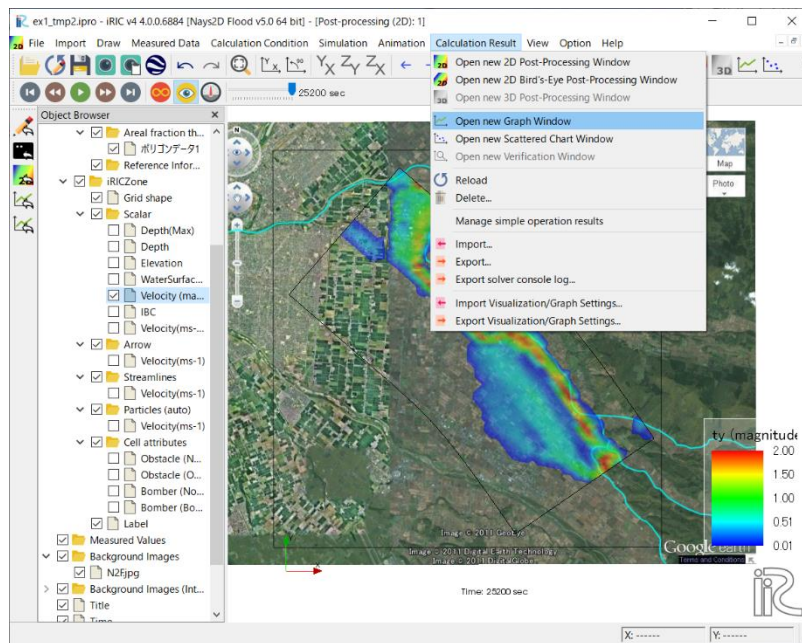 ex1_tmp2.ipro - iRIC v4 4.0.0.6884 [Nays2D Flood v5.0 64 bit] - [Post-processing (2D): 1]
File Import Draw Measured Data Calculation Condition Simulation Animation Calculation Result View Option Help
25200 sec
Object Browser
Areal fraction th...
ポリゴンデータ1
Reference Infor...
iRICZone
Grid shape
Scalar
Depth(Max)
Depth
Elevation
WaterSurfac...
Velocity (ma...
IBC
Velocity(ms-...
Arrow
Velocity(ms-1)
Streamlines
Velocity(ms-1)
Particles (auto)
Velocity(ms-1)
Cell attributes
Obstacle (N...
Obstacle (O...
Bomber (No...
Bomber (Bo...
Label
Measured Values
Background Images
N2F.jpg
Background Images (Int...
Title
Time
Open new 2D Post-Processing Window
Open new 2D Bird's-Eye Post-Processing Window
Open new 3D Post-Processing Window
Open new Graph Window
Open new Scattered Chart Window
Open new Verification Window
Reload
Delete...
Manage simple operation results
Import...
Export...
Export solver console log...
Import Visualization/Graph Settings...
Export Visualization/Graph Settings...
3D
Map
Photo
N
ty (magnitude
2.00
1.50
1.00
0.51
0.01
Image © 2011 GeoEye
Image © 2011 Digital Earth Technology
Image © 2011 DigitalGlobe
Google earth
Terms and Conditions
Time: 25200 sec
iRIC
X: ------
Y: ------